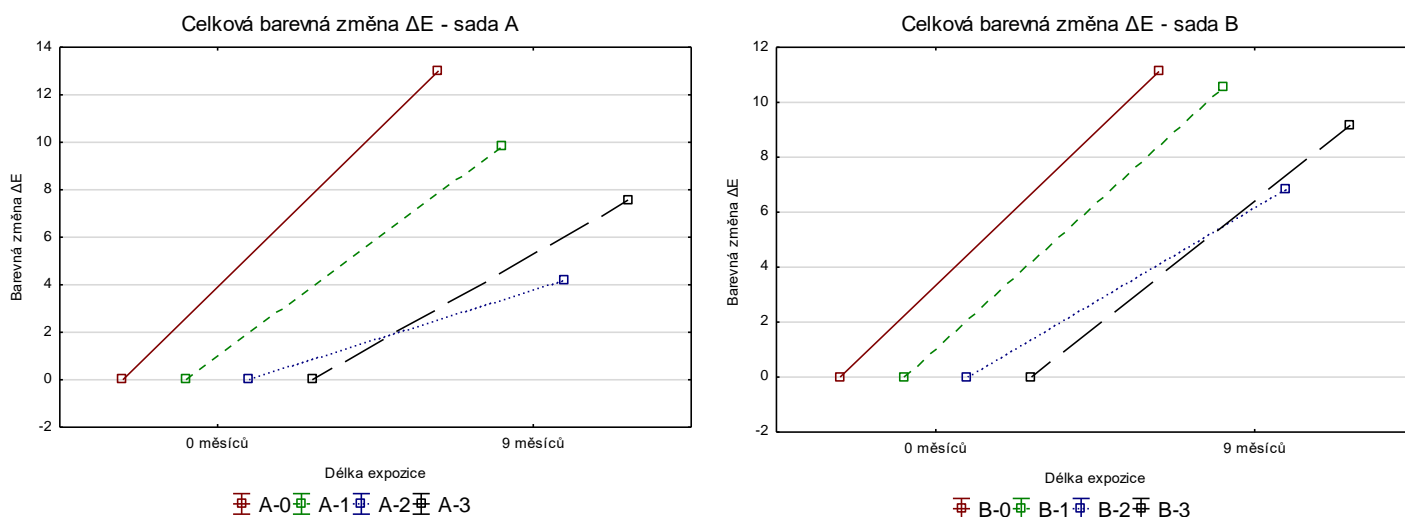 Celková barevná změna ΔE - sada A
14
12
10
8
6
4
2
0
-2
Barevná změna ΔE
0 měsíců
9 měsíců
Délka expozice
A-0 A-1 A-2 A-3
Celková barevná změna ΔE - sada B
12
10
8
6
4
2
0
-2
Barevná změna ΔE
0 měsíců
9 měsíců
Délka expozice
B-0 B-1 B-2 B-3